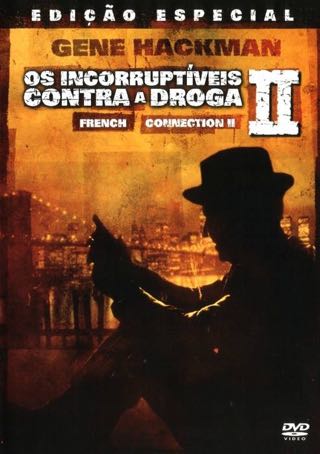 EDIÇÃO ESPECIAL
GENE HACKMAN
OS INCORRUPTÍVEIS
CONTRA A DROGA II
FRENCH CONNECTION II
DVD
VIDEO